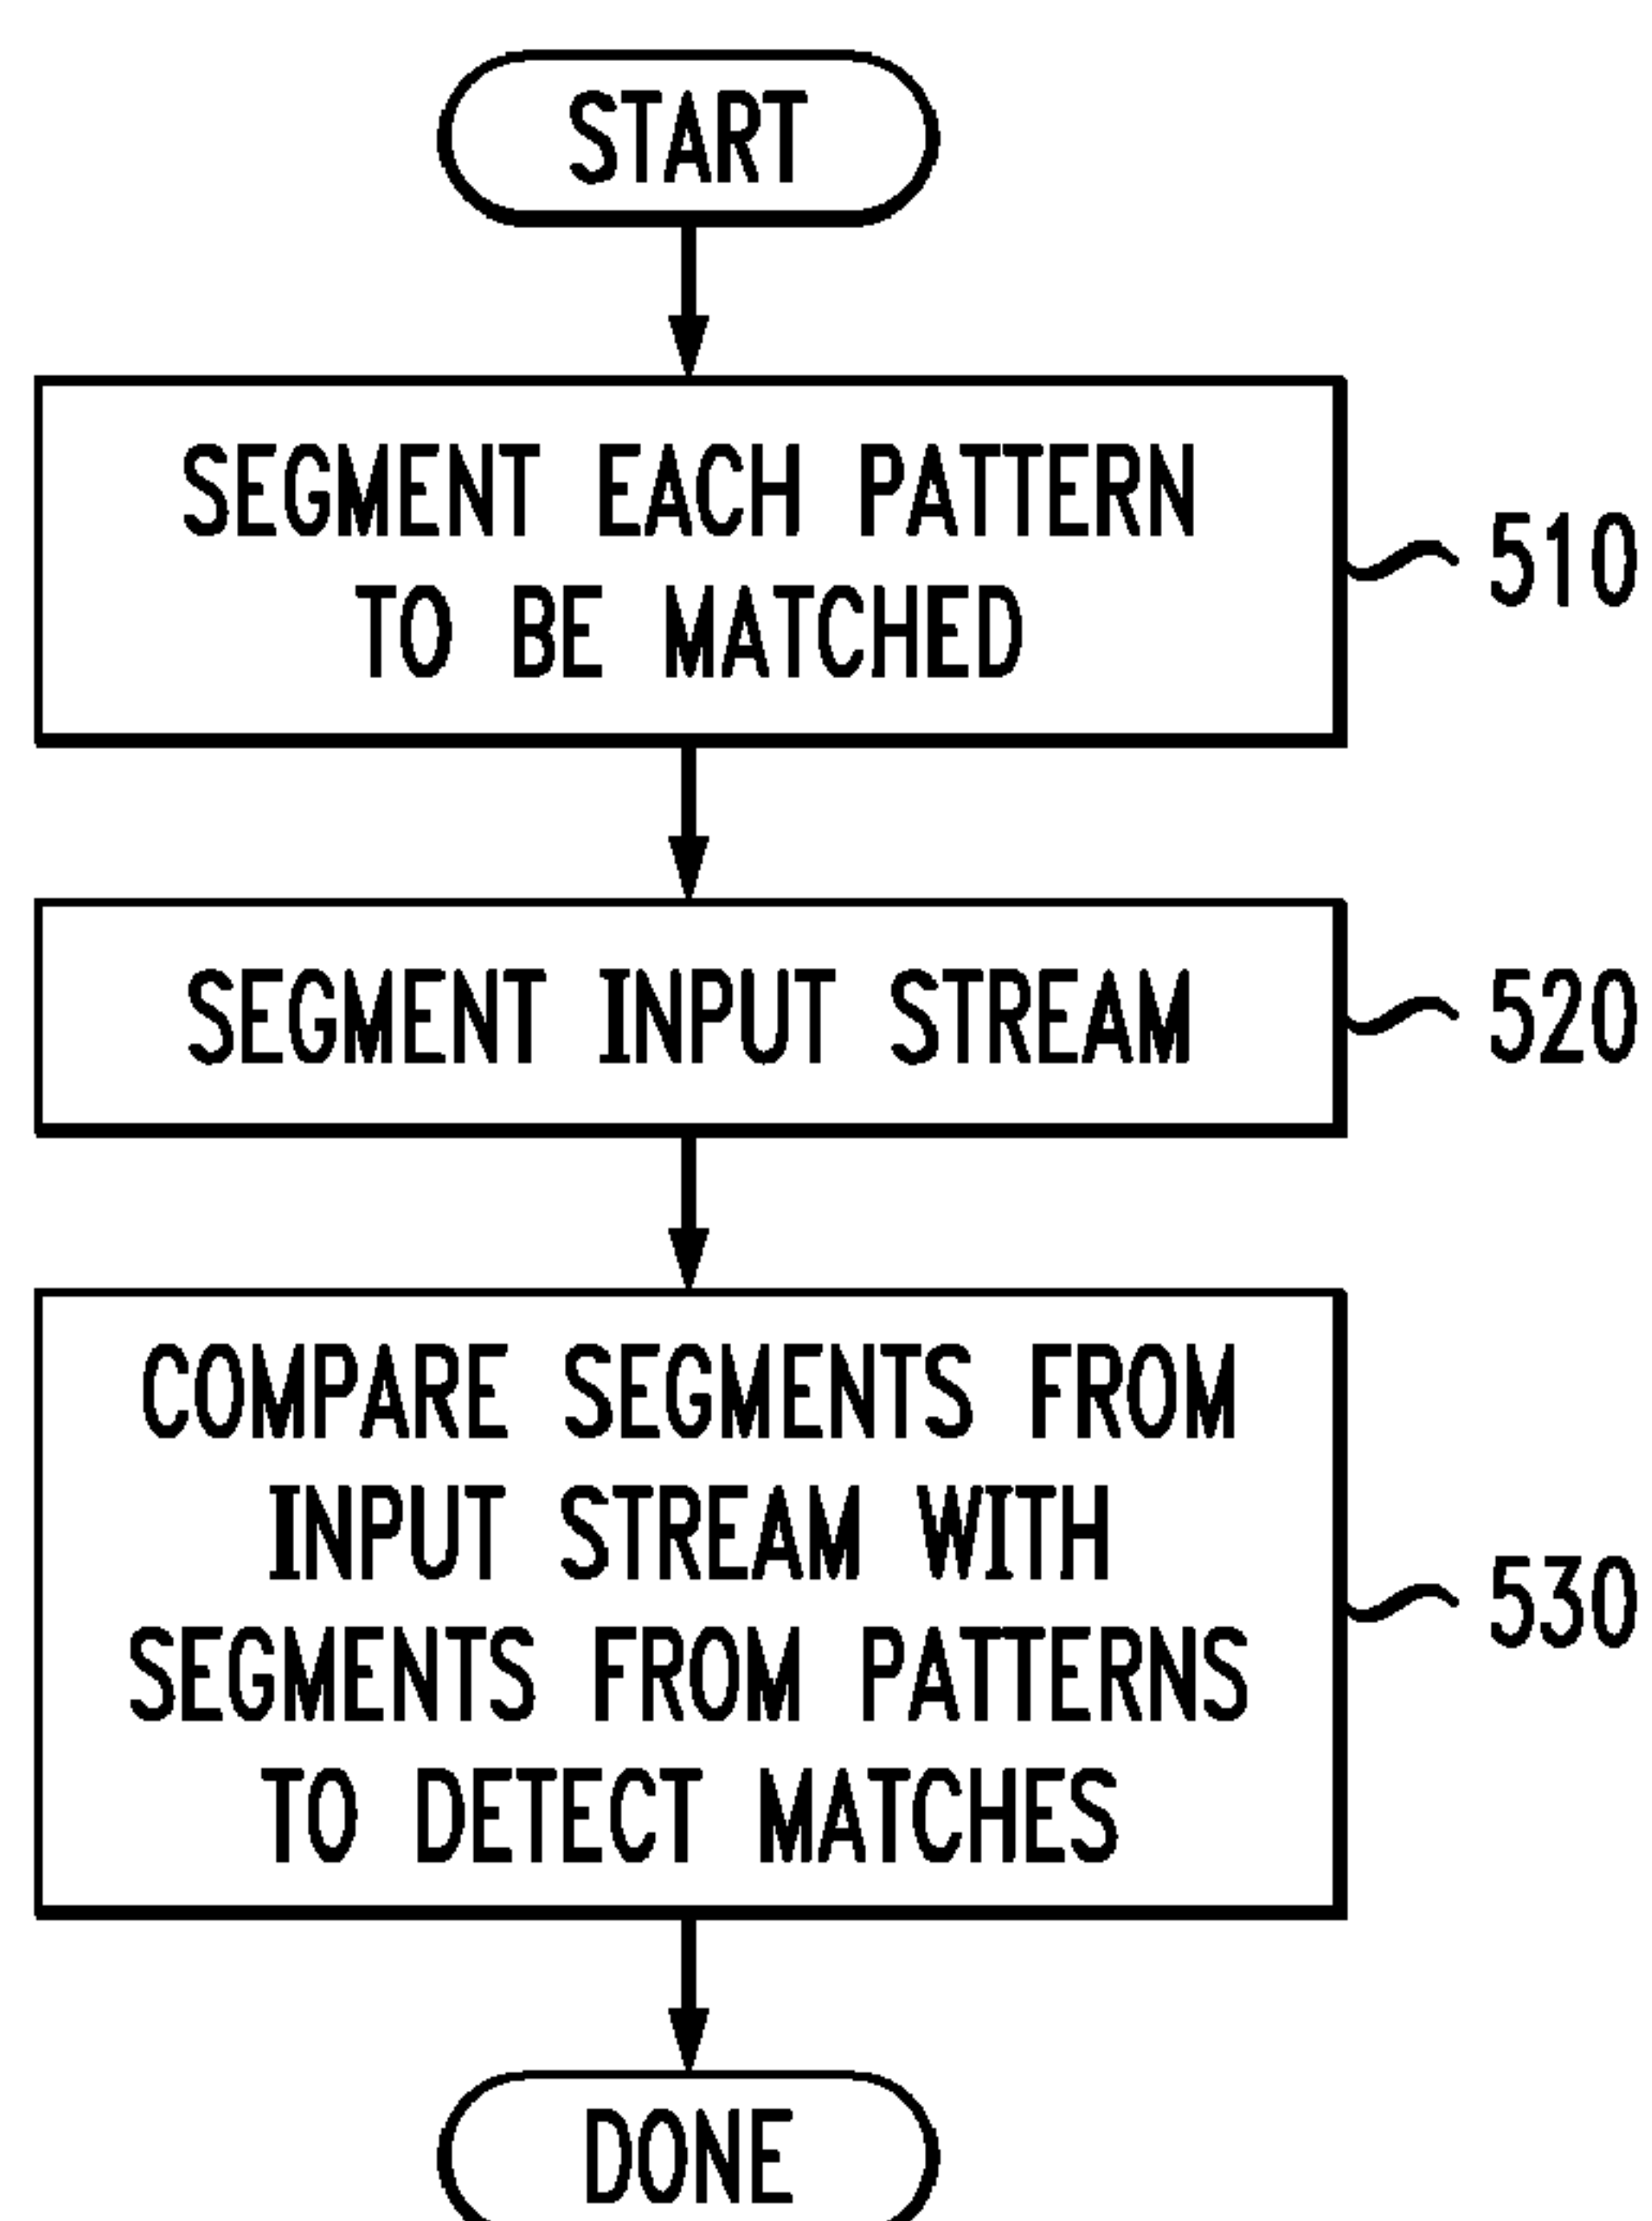 START
SEGMENT EACH PATTERN
TO BE MATCHED
510
SEGMENT INPUT STREAM
520
COMPARE SEGMENTS FROM
INPUT STREAM WITH
SEGMENTS FROM PATTERNS
TO DETECT MATCHES
530
DONE